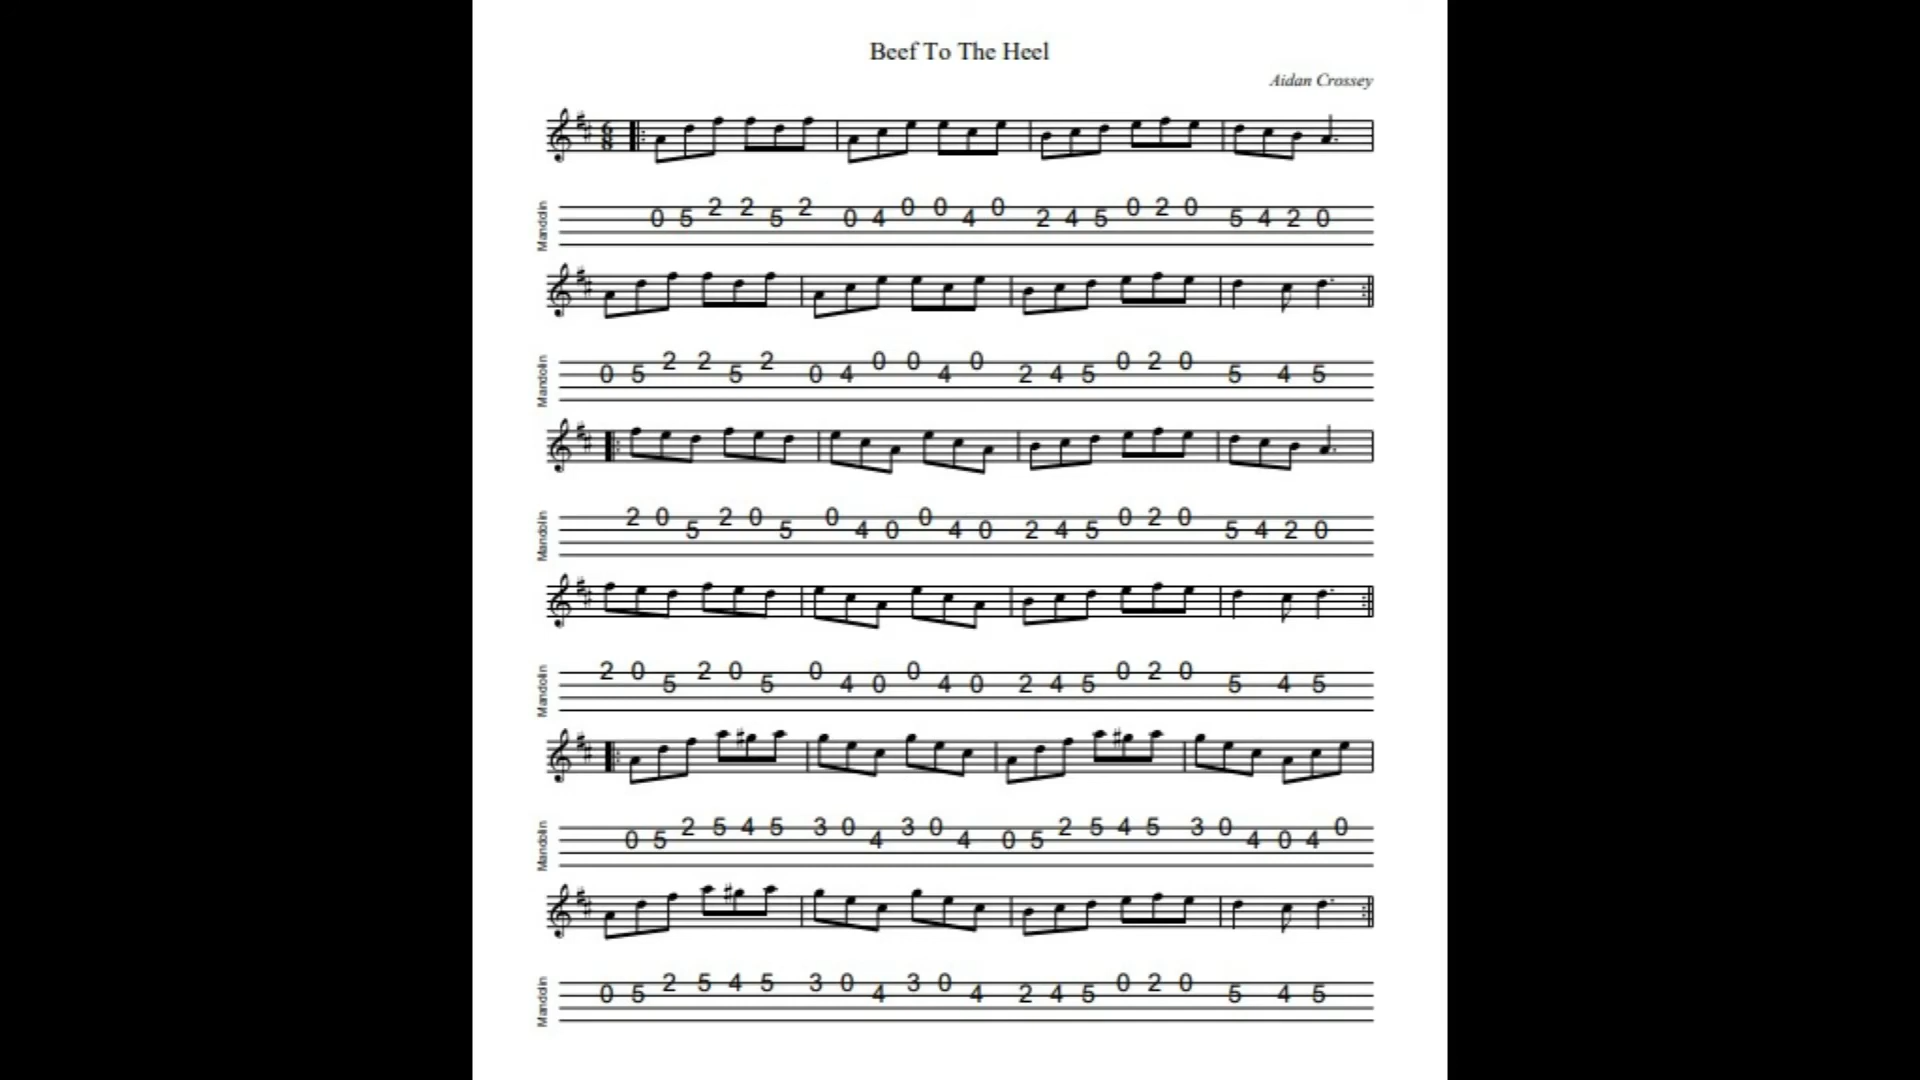 Beef To The Heel
Aidan Crossey
6
8
Mandolin
0 5 2 2 5 2 0 4 0 0 4 0 2 4 5 0 2 0 5 4 2 0
Mandolin
0 5 2 2 5 2 0 4 0 0 4 0 2 4 5 0 2 0 5 4 5
Mandolin
2 0 5 2 0 5 0 4 0 0 4 0 2 4 5 0 2 0 5 4 2 0
Mandolin
2 0 5 2 0 5 0 4 0 0 4 0 2 4 5 0 2 0 5 4 5
Mandolin
0 5 2 5 4 5 3 0 4 3 0 4 0 5 2 5 4 5 3 0 4 0 4 0
Mandolin
0 5 2 5 4 5 3 0 4 3 0 4 2 4 5 0 2 0 5 4 5